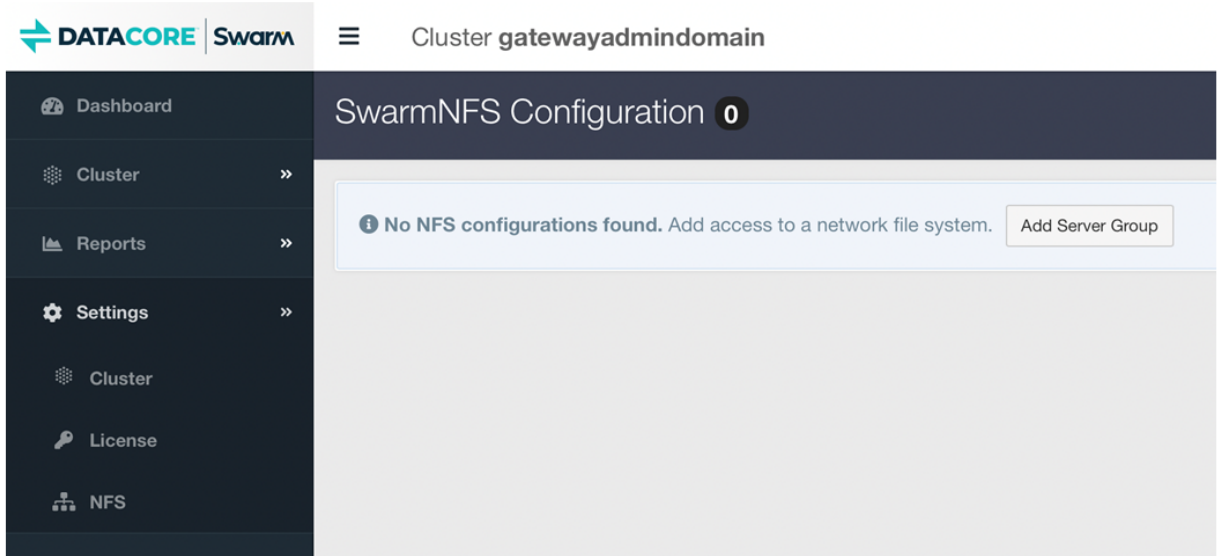 DATACORE Swarm
Cluster gatewayadmindomain
Dashboard
Cluster
Reports
Settings
Cluster
License
NFS
SwarmNFS Configuration 0
No NFS configurations found. Add access to a network file system. Add Server Group